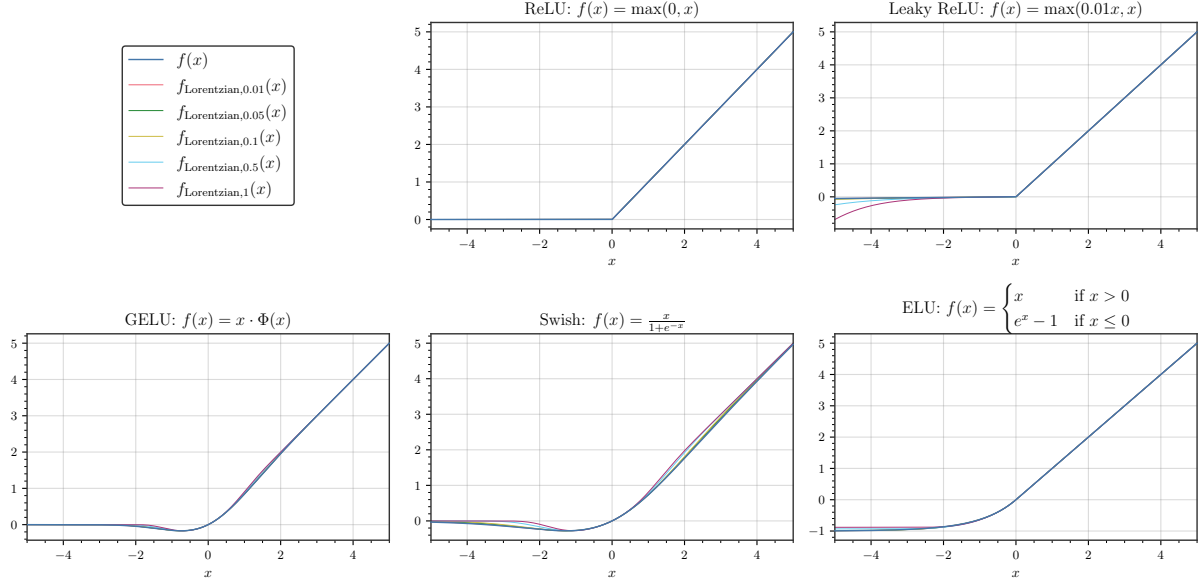 f(x)
f_Lorentzian,0.01(x)
f_Lorentzian,0.05(x)
f_Lorentzian,0.1(x)
f_Lorentzian,0.5(x)
f_Lorentzian,1(x)
ReLU: f(x) = max(0, x)
5
4
3
2
1
0
−4 −2 0 2 4
x
Leaky ReLU: f(x) = max(0.01x, x)
5
4
3
2
1
0
−4 −2 0 2 4
x
GELU: f(x) = x · Φ(x)
5
4
3
2
1
0
−4 −2 0 2 4
x
Swish: f(x) = x/(1+e^{−x})
5
4
3
2
1
0
−4 −2 0 2 4
x
ELU: f(x) = { x if x > 0
e^x − 1 if x ≤ 0
5
4
3
2
1
0
−1
−4 −2 0 2 4
x